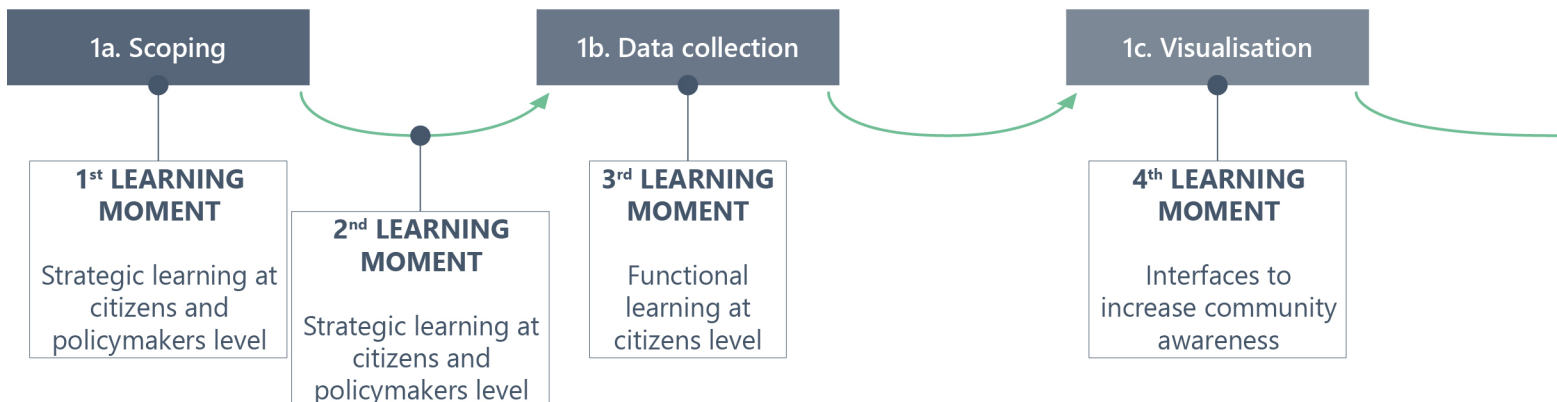 1a. Scoping
1b. Data collection
1c. Visualisation
1st LEARNING
MOMENT
Strategic learning at
citizens and
policymakers level
2nd LEARNING
MOMENT
Strategic learning at
citizens and
policymakers level
3rd LEARNING
MOMENT
Functional
learning at
citizens level
4th LEARNING
MOMENT
Interfaces to
increase community
awareness